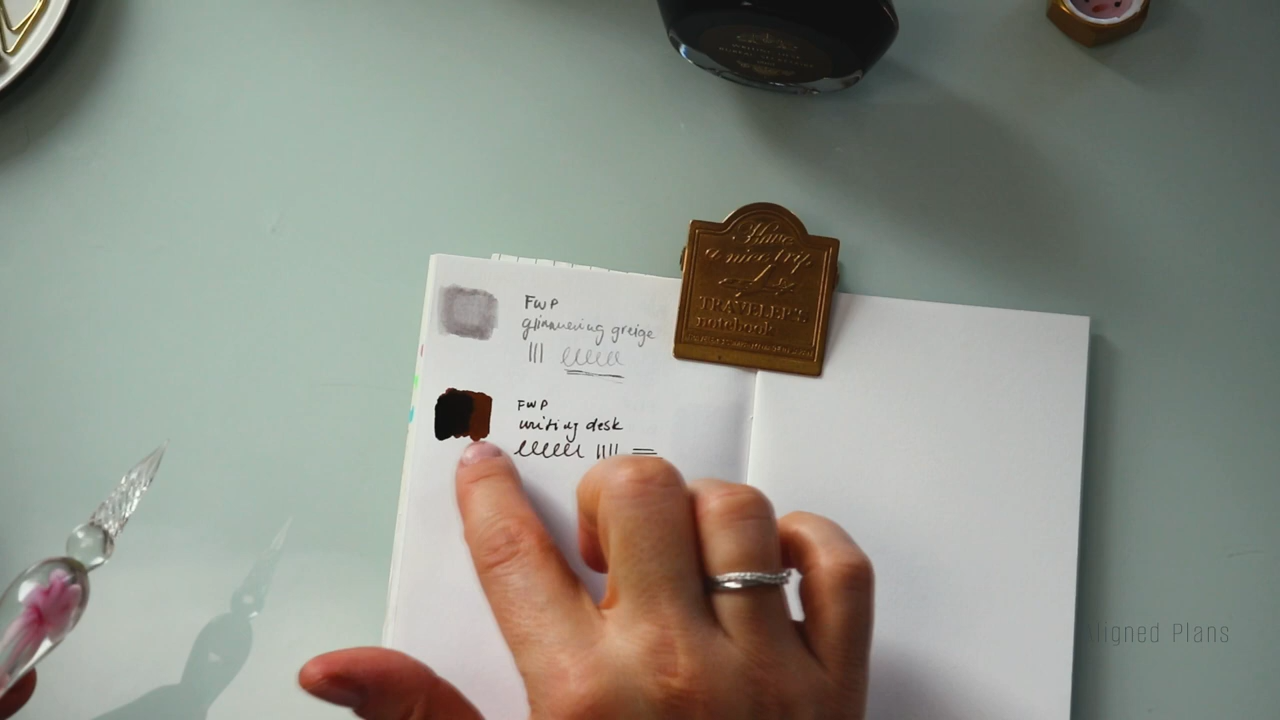 Have
a nice trip
TRAVELER'S
notebook
FWP
glimmering greige
FWP
writing desk
Aligned Plans